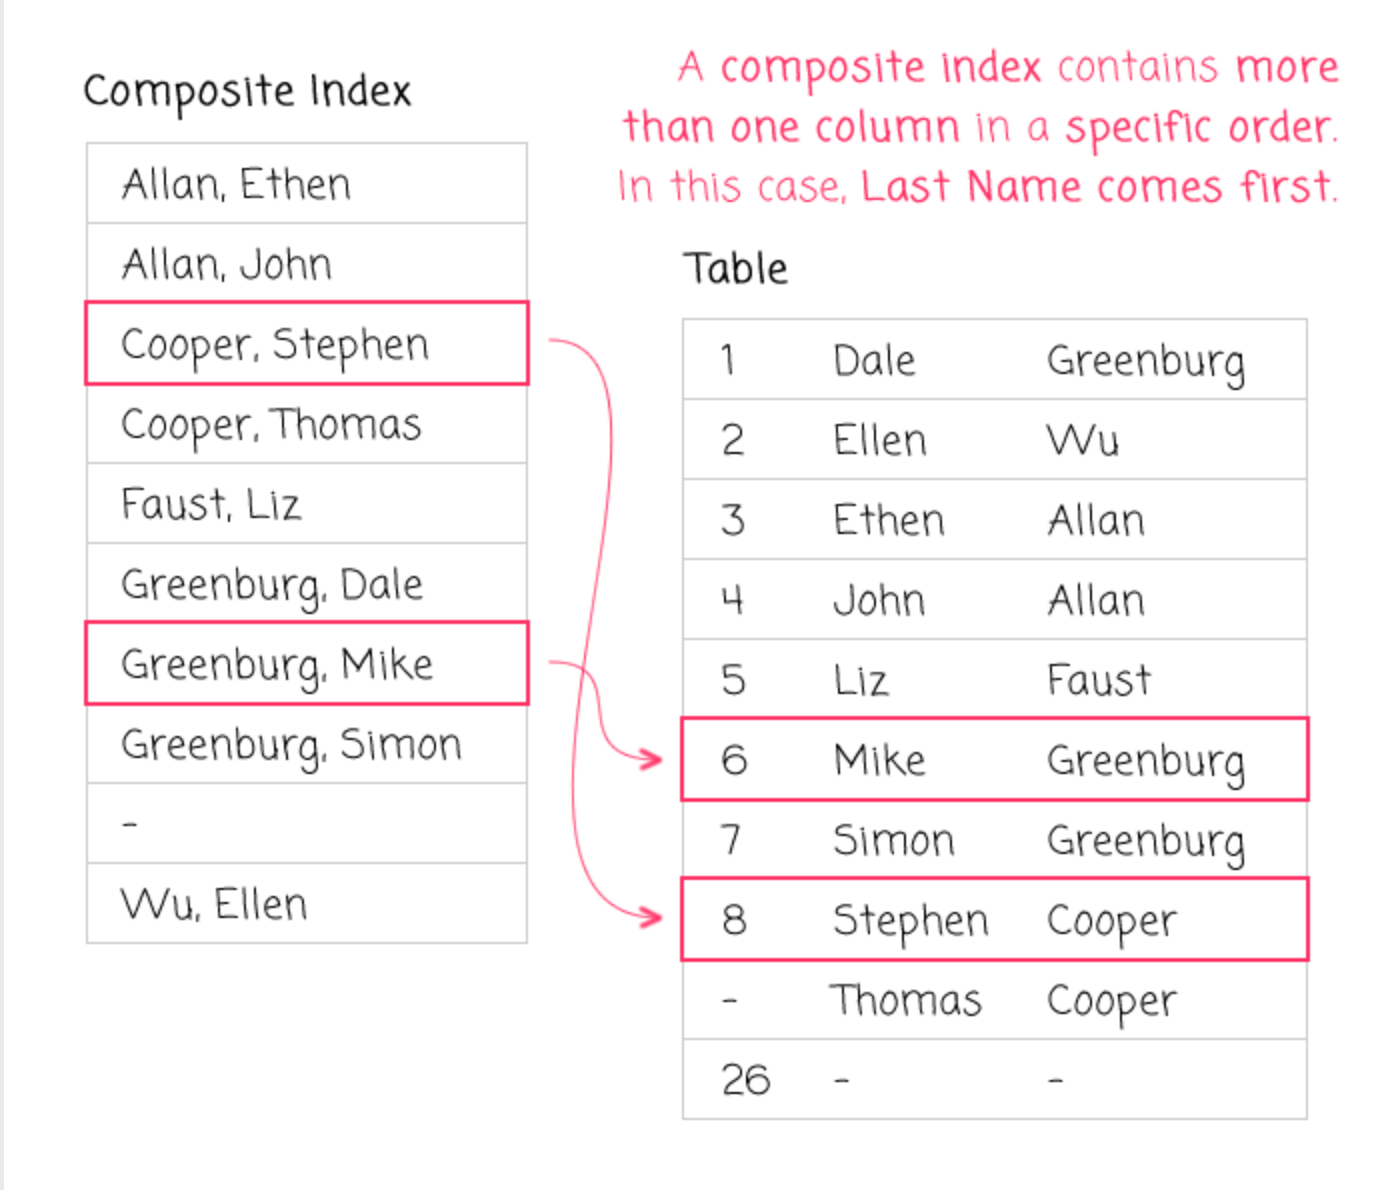 Composite Index
A composite index contains more
than one column in a specific order.
In this case, Last Name comes first.
Allan, Ethen
Allan, John
Cooper, Stephen
Cooper, Thomas
Faust, Liz
Greenburg, Dale
Greenburg, Mike
Greenburg, Simon
-
Wu, Ellen
Table
1 Dale Greenburg
2 Ellen Wu
3 Ethen Allan
4 John Allan
5 Liz Faust
6 Mike Greenburg
7 Simon Greenburg
8 Stephen Cooper
- Thomas Cooper
26 - -